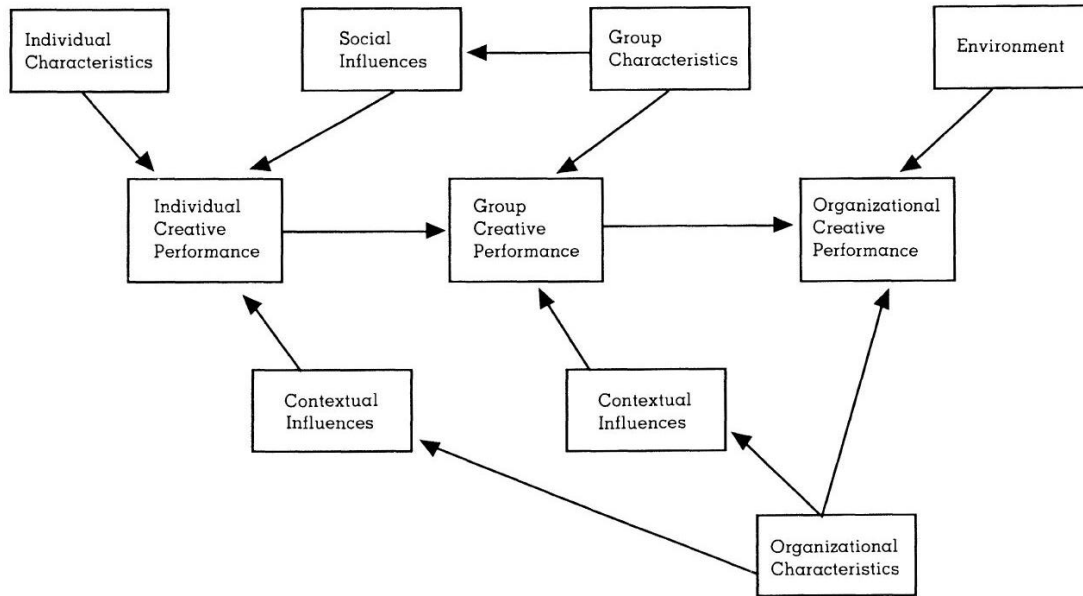 Individual
Characteristics
Social
Influences
Group
Characteristics
Environment
Individual
Creative
Performance
Group
Creative
Performance
Organizational
Creative
Performance
Contextual
Influences
Contextual
Influences
Organizational
Characteristics